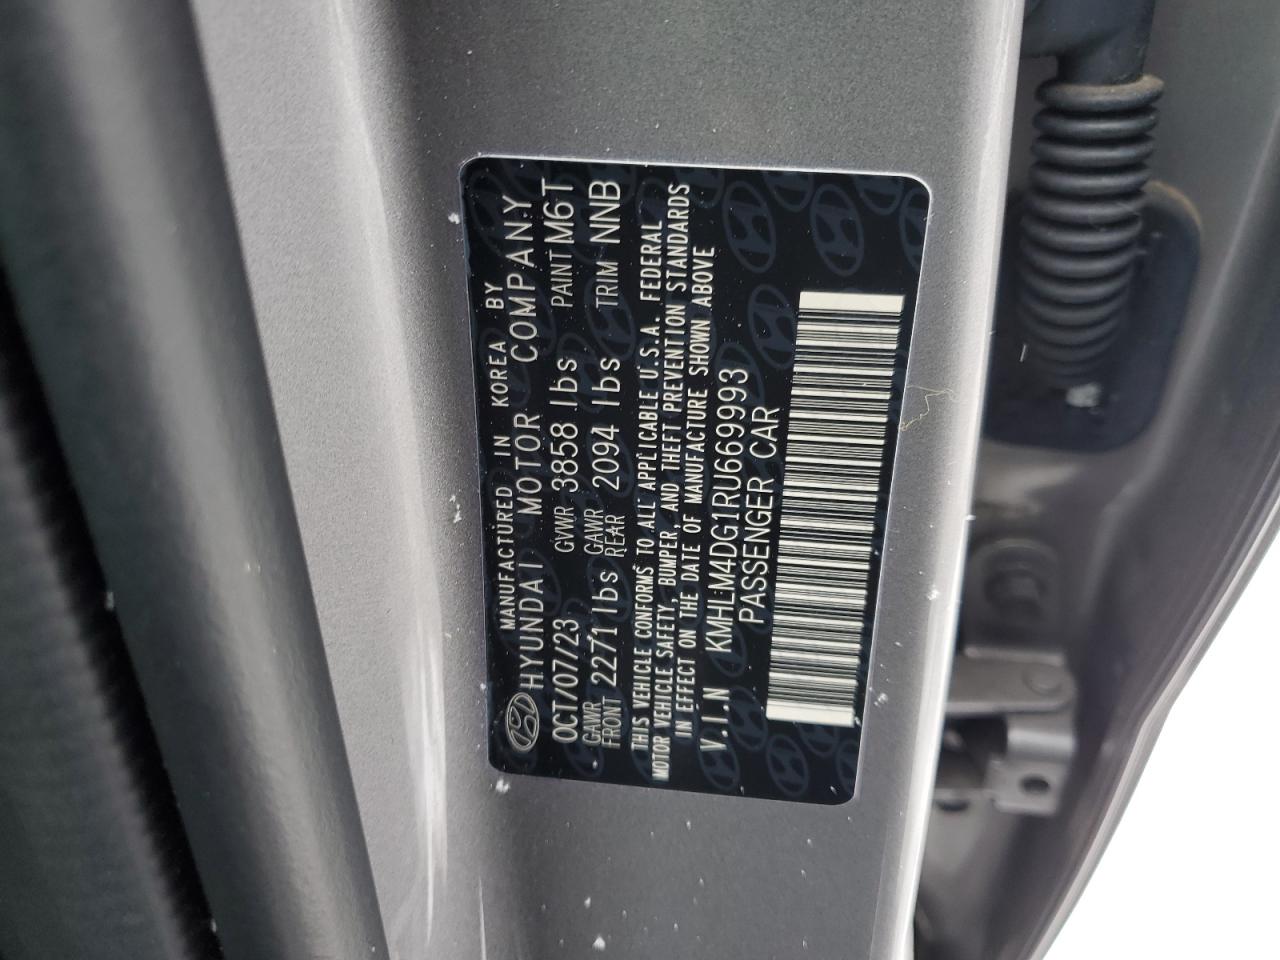 MANUFACTURED IN KOREA BY
HYUNDAI MOTOR COMPANY
OCT/07/23 GVWR 3858 lbs PAINT M6T
GAWR FRONT 2271 lbs GAWR REAR 2094 lbs TRIM NNB
THIS VEHICLE CONFORMS TO ALL APPLICABLE U.S.A. FEDERAL
MOTOR VEHICLE SAFETY, BUMPER, AND THEFT PREVENTION STANDARDS
IN EFFECT ON THE DATE OF MANUFACTURE SHOWN ABOVE
V.I.N KMHLM4DG1RU669993
PASSENGER CAR